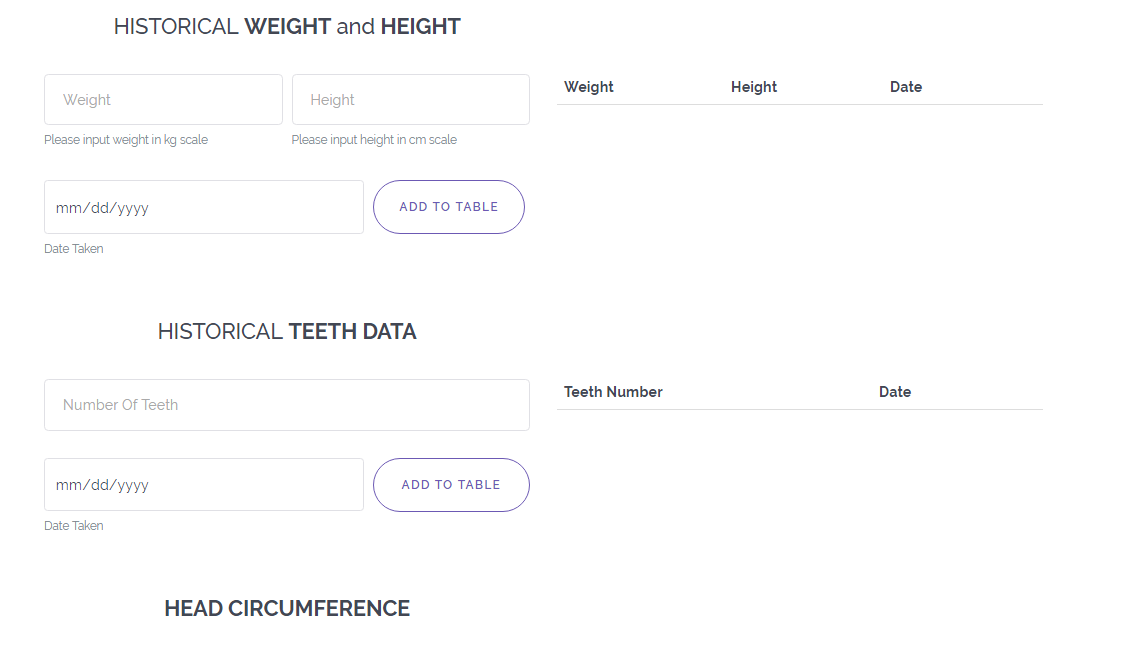 HISTORICAL WEIGHT and HEIGHT
Weight
Height
Weight Height Date
Please input weight in kg scale
Please input height in cm scale
mm/dd/yyyy
ADD TO TABLE
Date Taken
HISTORICAL TEETH DATA
Number Of Teeth
Teeth Number Date
mm/dd/yyyy
ADD TO TABLE
Date Taken
HEAD CIRCUMFERENCE